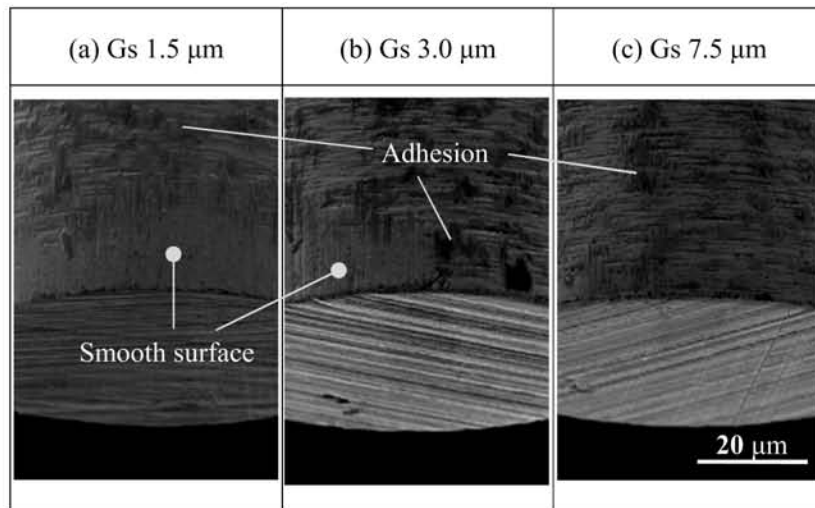 (a) Gs 1.5 μm
(b) Gs 3.0 μm
(c) Gs 7.5 μm
Adhesion
Smooth surface
20 μm